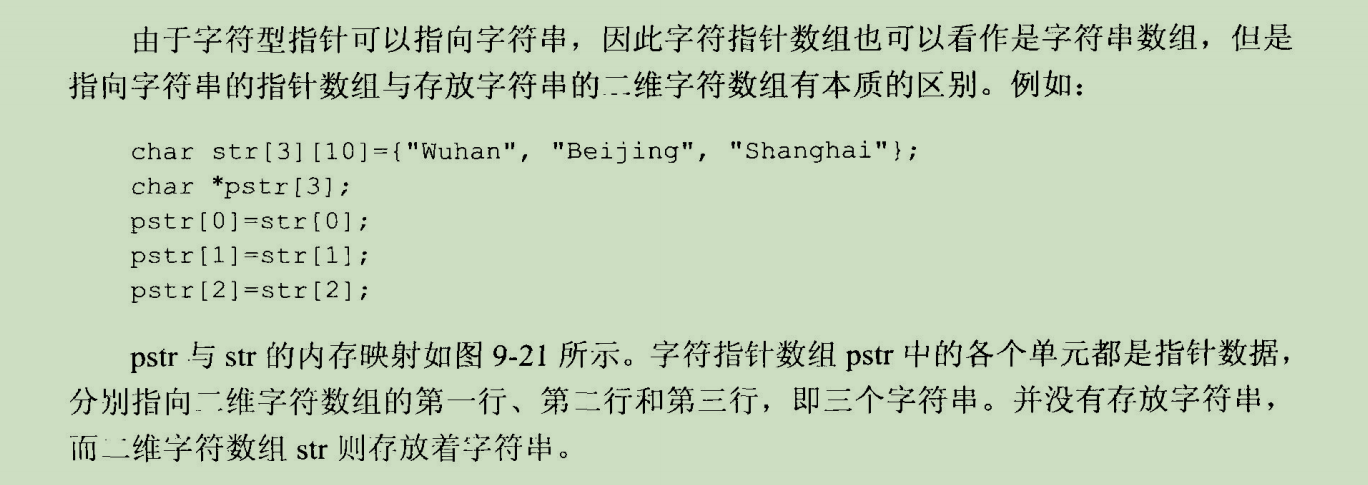 由于字符型指针可以指向字符串，因此字符指针数组也可以看作是字符串数组，但是
指向字符串的指针数组与存放字符串的二维字符数组有本质的区别。例如：
char str[3][10]={"Wuhan", "Beijing", "Shanghai"};
char *pstr[3];
pstr[0]=str[0];
pstr[1]=str[1];
pstr[2]=str[2];
pstr 与 str 的内存映射如图 9-21 所示。字符指针数组 pstr 中的各个单元都是指针数据，
分别指向二维字符数组的第一行、第二行和第三行，即三个字符串。并没有存放字符串，
而二维字符数组 str 则存放着字符串。